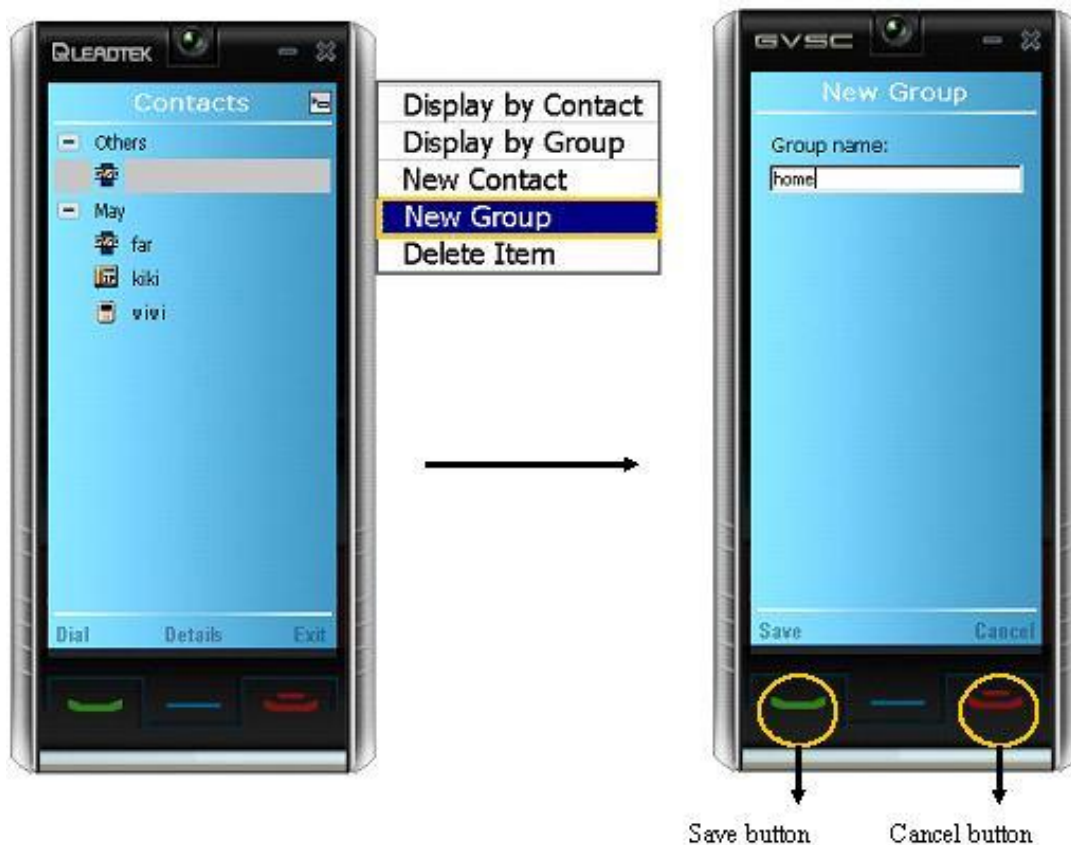 QLEADTEK
Contacts
Others
May
far
kiki
vivi
Dial Details Exit
Display by Contact
Display by Group
New Contact
New Group
Delete Item
GVSC
New Group
Group name:
home
Save Cancel
Save button Cancel button